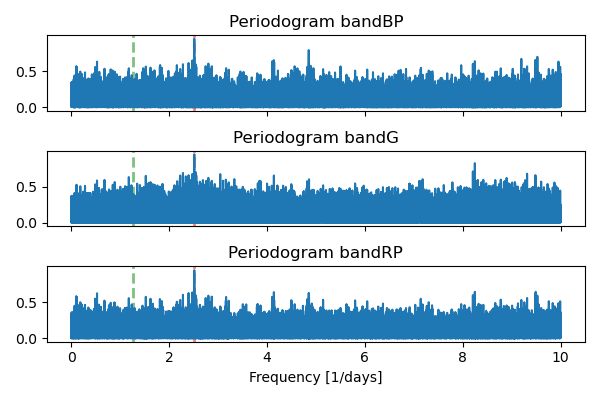 Periodogram bandBP
0.5
0.0
Periodogram bandG
0.5
0.0
Periodogram bandRP
0.5
0.0
0 2 4 6 8 10
Frequency [1/days]